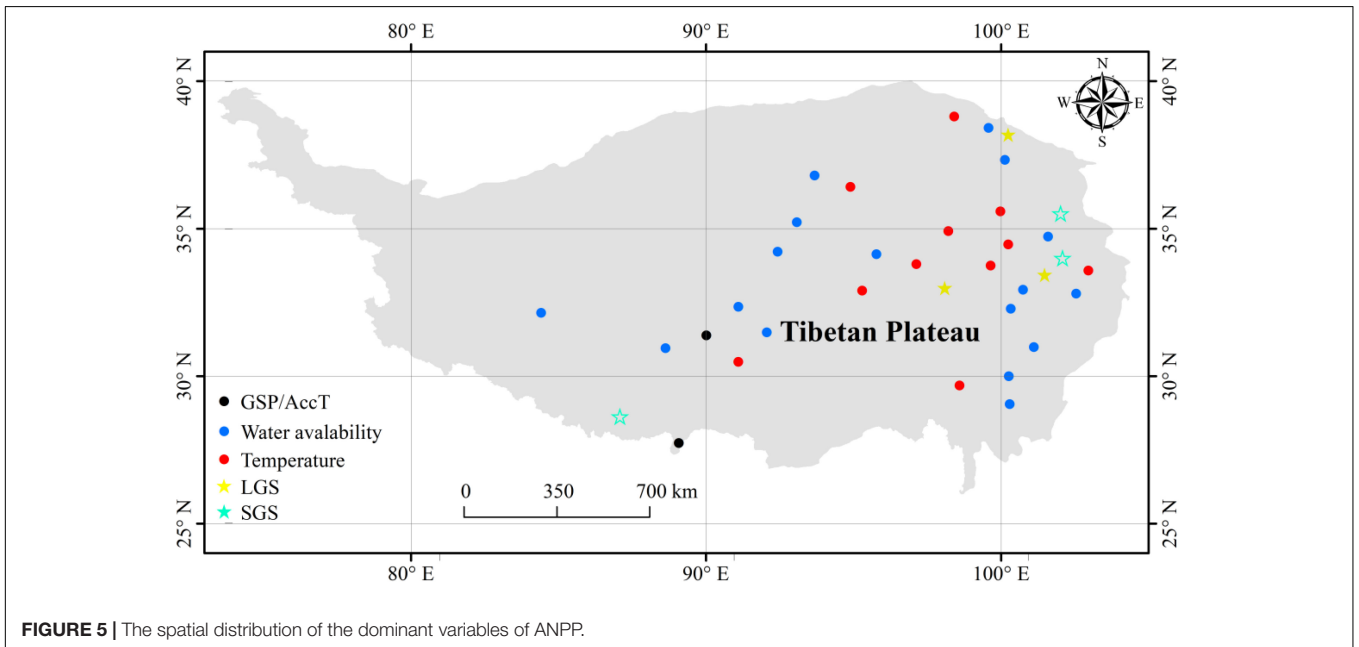 80° E 90° E 100° E
40° N 40° N
35° N 35° N
30° N 30° N
25° N 25° N
N
W E
S
Tibetan Plateau
GSP/AccT
Water avalability
Temperature
LGS
SGS
0 350 700 km
80° E 90° E 100° E
FIGURE 5 | The spatial distribution of the dominant variables of ANPP.